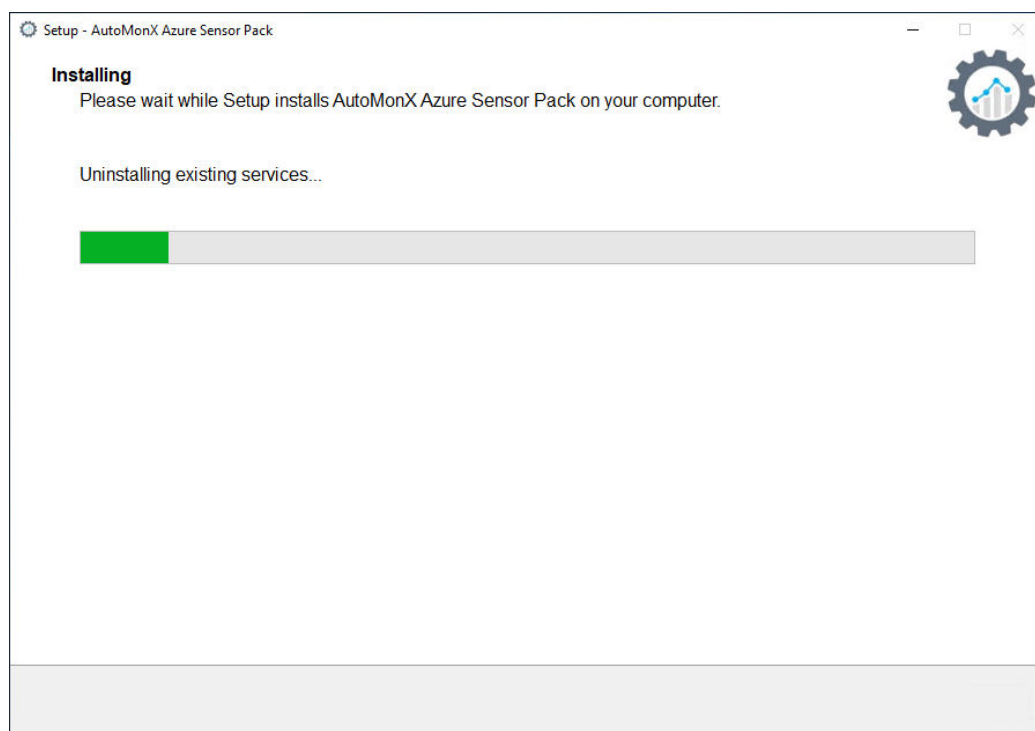 Setup - AutoMonX Azure Sensor Pack
Installing
Please wait while Setup installs AutoMonX Azure Sensor Pack on your computer.
Uninstalling existing services...